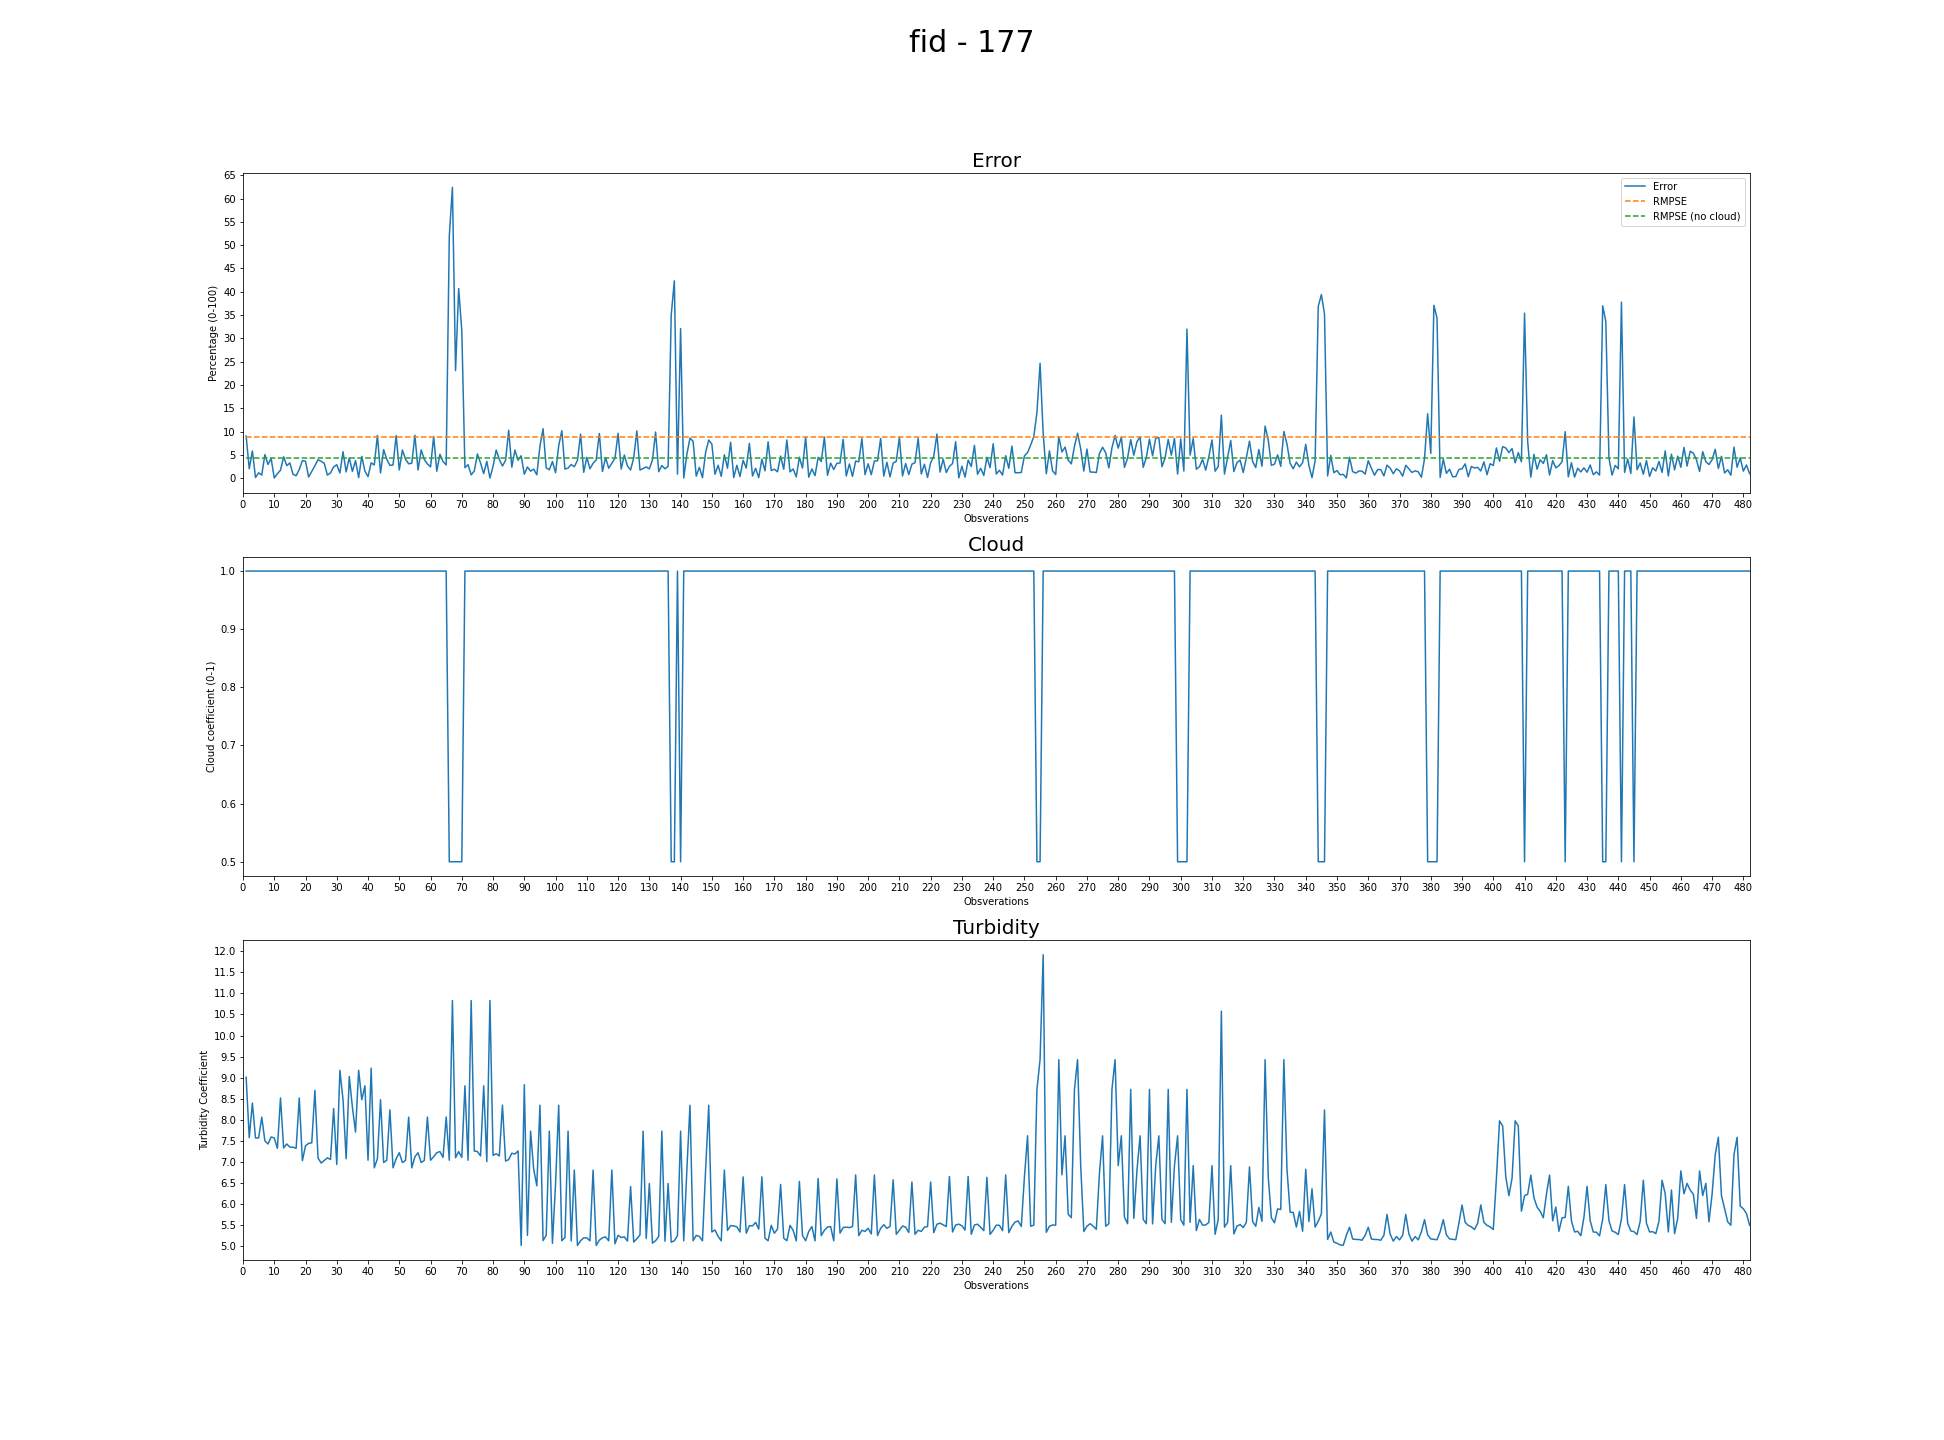 fid - 177
Error
65
60
55
50
45
40
35
30
25
20
15
10
5
0
Percentage (0-100)
Error
RMPSE
RMPSE (no cloud)
0 10 20 30 40 50 60 70 80 90 100 110 120 130 140 150 160 170 180 190 200 210 220 230 240 250 260 270 280 290 300 310 320 330 340 350 360 370 380 390 400 410 420 430 440 450 460 470 480
Obsverations
Cloud
1.0
0.9
0.8
0.7
0.6
0.5
Cloud coefficient (0-1)
0 10 20 30 40 50 60 70 80 90 100 110 120 130 140 150 160 170 180 190 200 210 220 230 240 250 260 270 280 290 300 310 320 330 340 350 360 370 380 390 400 410 420 430 440 450 460 470 480
Obsverations
Turbidity
12.0
11.5
11.0
10.5
10.0
9.5
9.0
8.5
8.0
7.5
7.0
6.5
6.0
5.5
5.0
Turbidity Coefficient
0 10 20 30 40 50 60 70 80 90 100 110 120 130 140 150 160 170 180 190 200 210 220 230 240 250 260 270 280 290 300 310 320 330 340 350 360 370 380 390 400 410 420 430 440 450 460 470 480
Obsverations